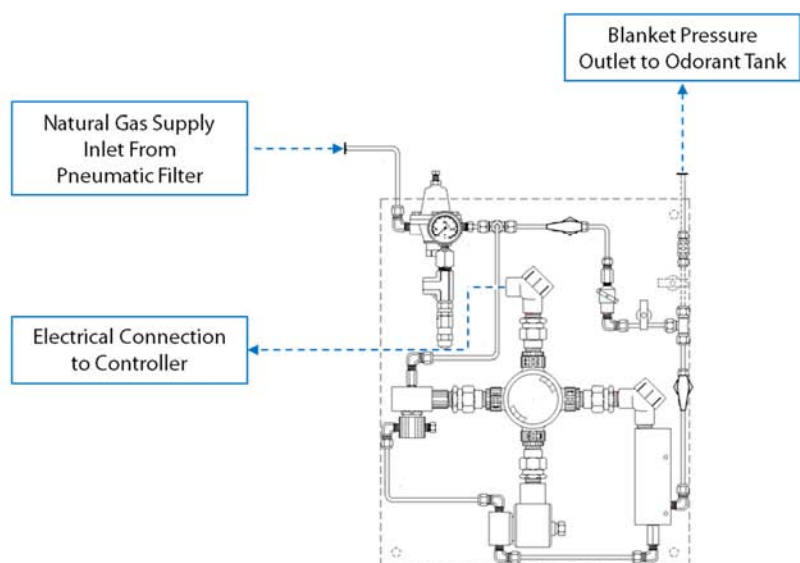 Blanket Pressure
Outlet to Odorant Tank
Natural Gas Supply
Inlet From
Pneumatic Filter
Electrical Connection
to Controller